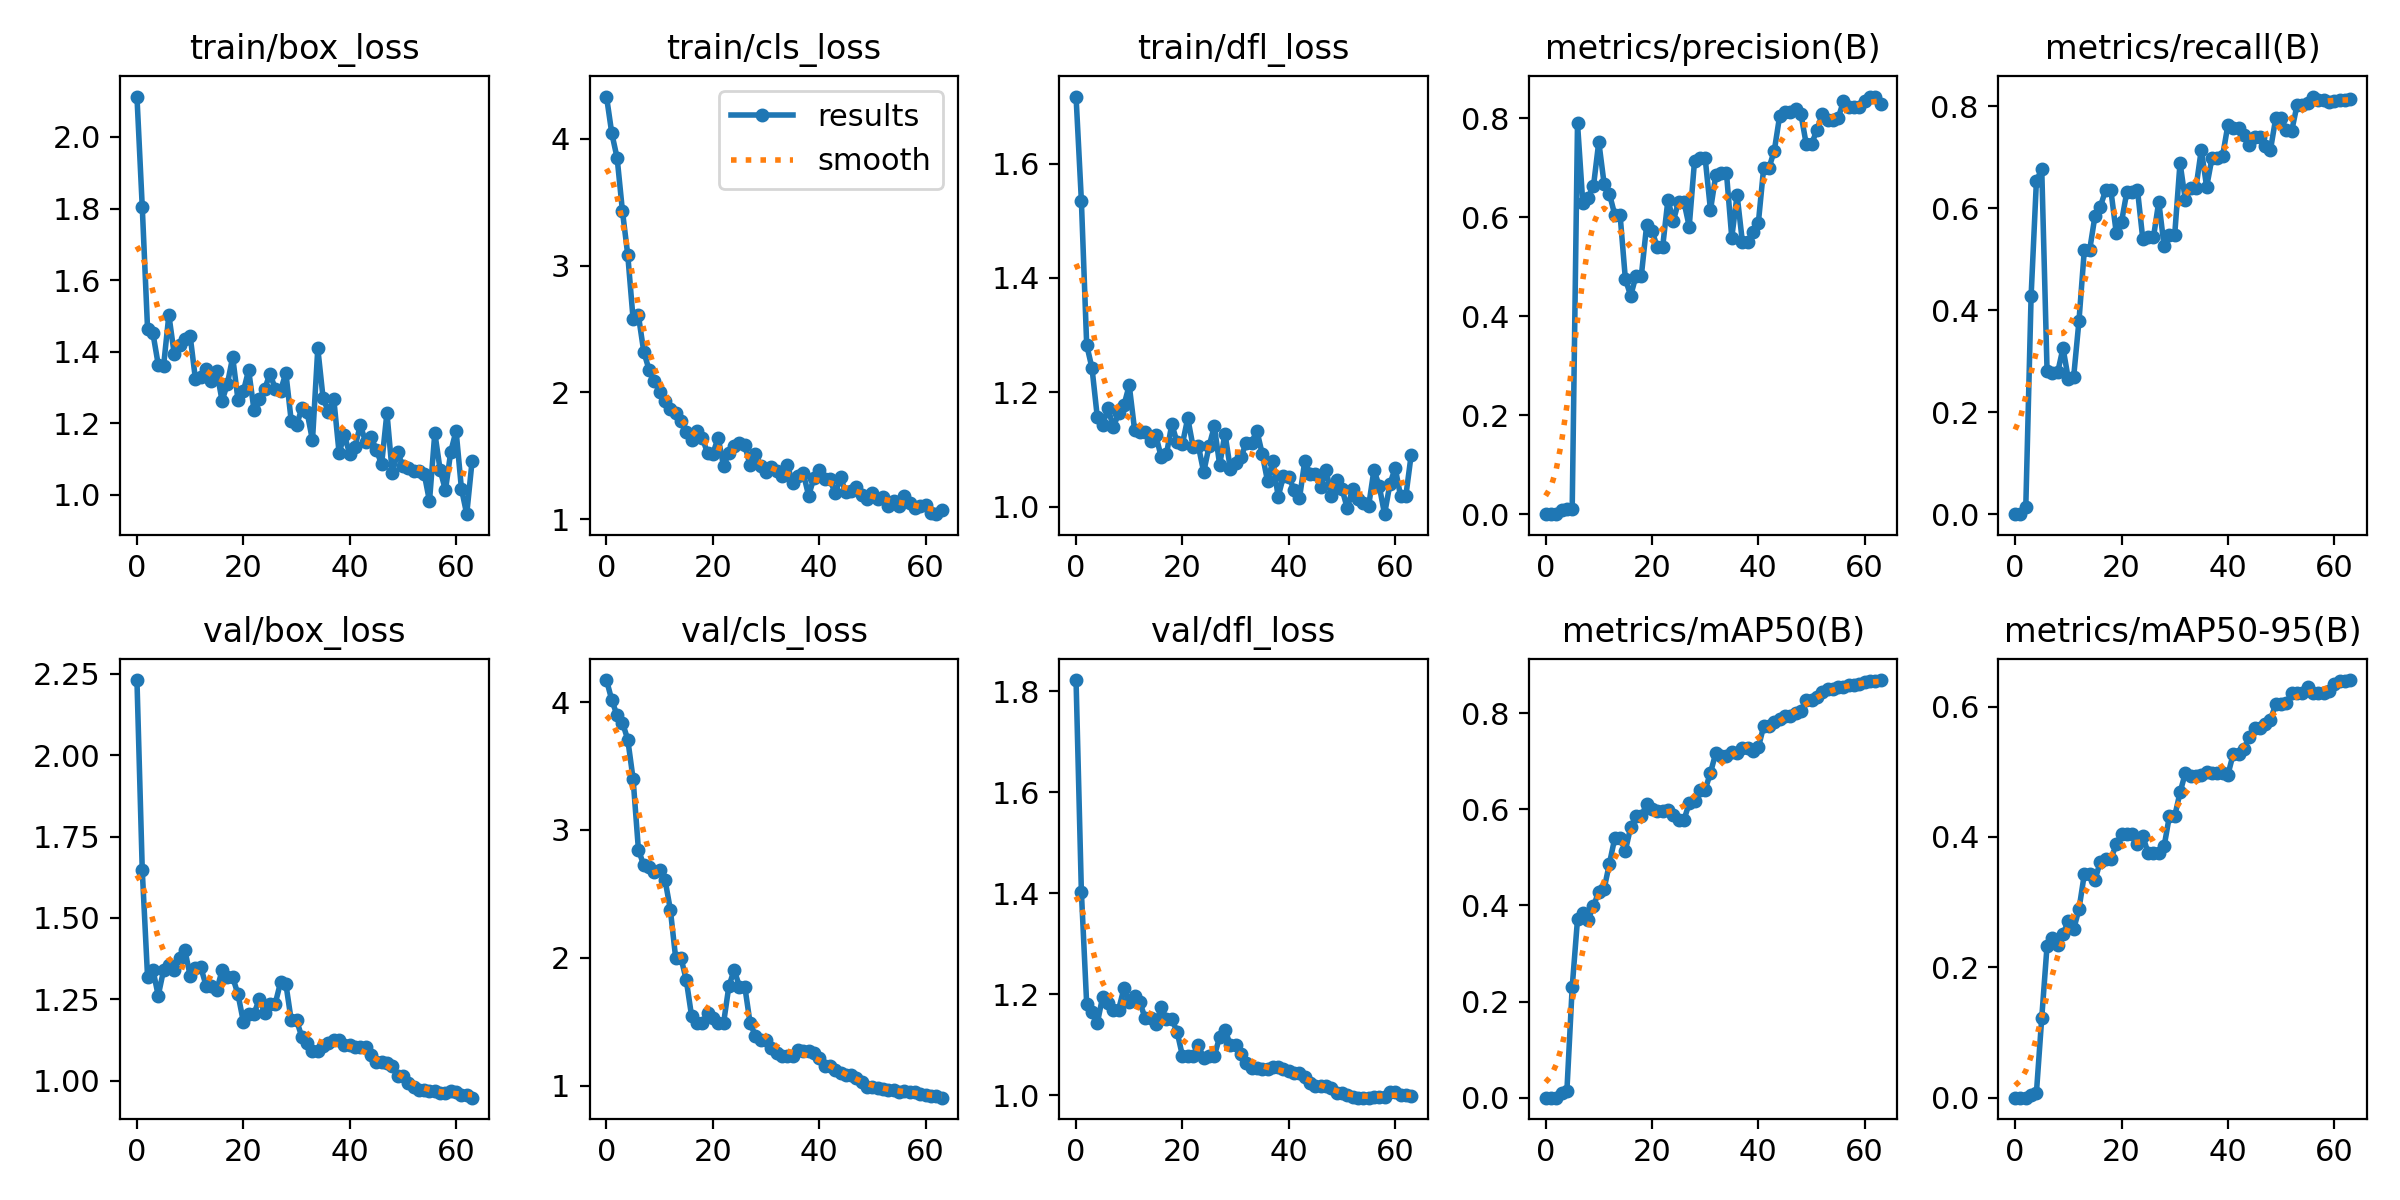 train/box_loss
2.0
1.8
1.6
1.4
1.2
1.0
0 20 40 60
train/cls_loss
results
smooth
4
3
2
1
0 20 40 60
train/dfl_loss
1.6
1.4
1.2
1.0
0 20 40 60
metrics/precision(B)
0.8
0.6
0.4
0.2
0.0
0 20 40 60
metrics/recall(B)
0.8
0.6
0.4
0.2
0.0
0 20 40 60
val/box_loss
2.25
2.00
1.75
1.50
1.25
1.00
0 20 40 60
val/cls_loss
4
3
2
1
0 20 40 60
val/dfl_loss
1.8
1.6
1.4
1.2
1.0
0 20 40 60
metrics/mAP50(B)
0.8
0.6
0.4
0.2
0.0
0 20 40 60
metrics/mAP50-95(B)
0.6
0.4
0.2
0.0
0 20 40 60